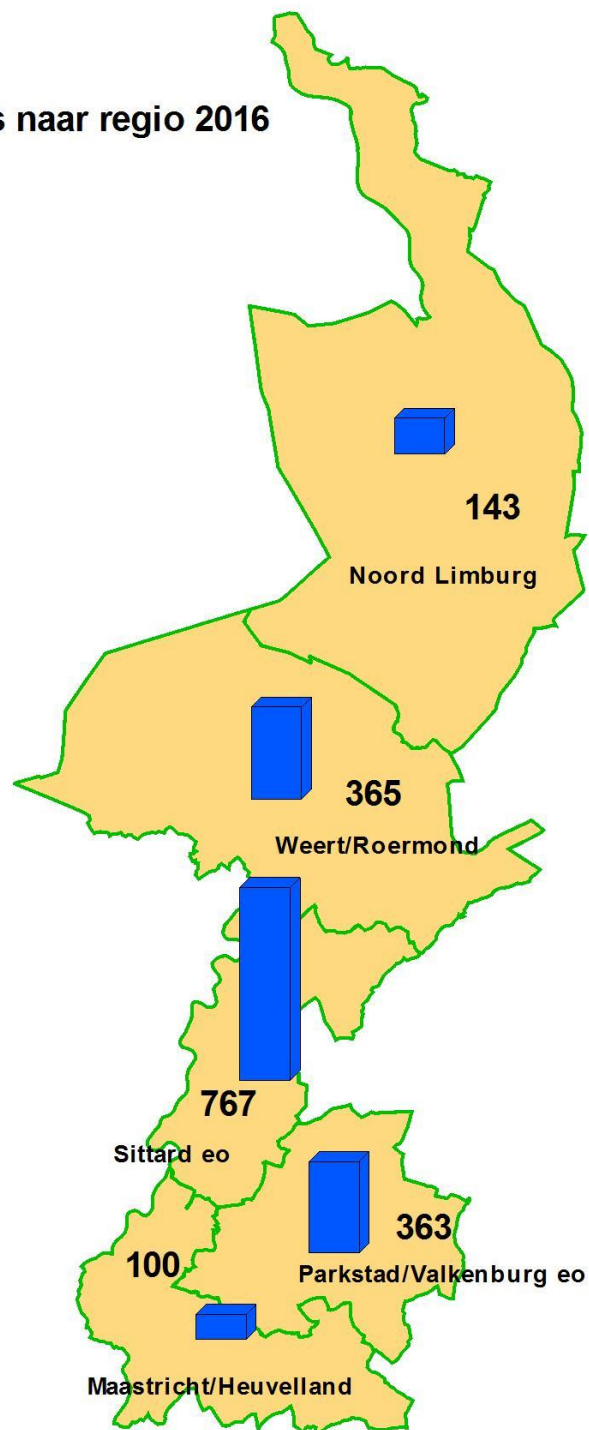 s naar regio 2016
143
Noord Limburg
365
Weert/Roermond
767
Sittard eo
363
100
Parkstad/Valkenburg eo
Maastricht/Heuvelland